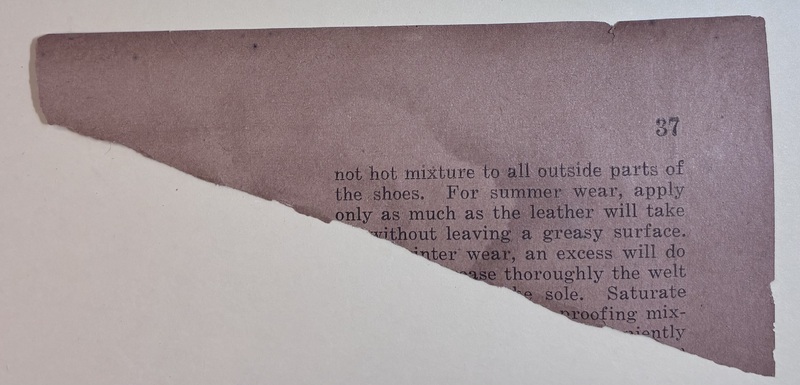 37
not hot mixture to all outside parts of
the shoes. For summer wear, apply
only as much as the leather will take
without leaving a greasy surface.
wear, an excess will do
thoroughly the welt
sole. Saturate
proofing mix-